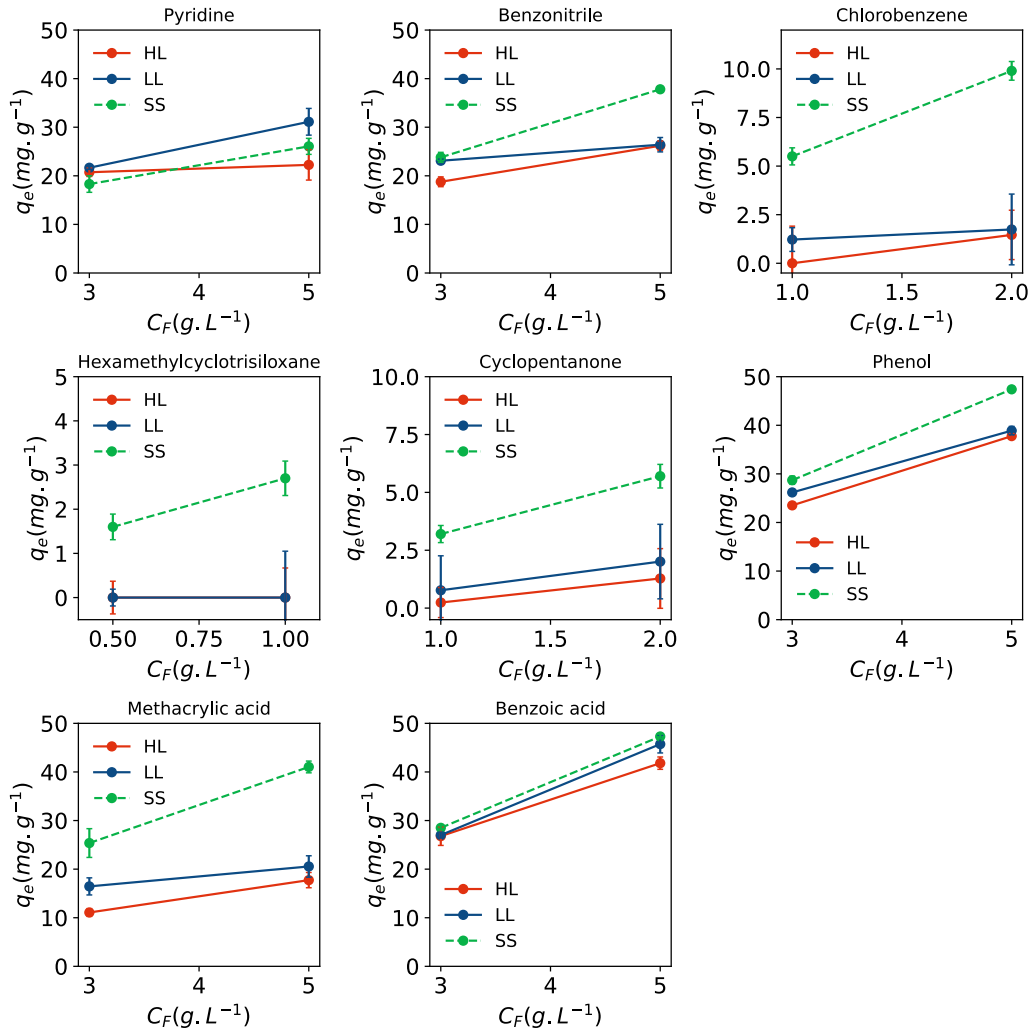 Pyridine
50
40
30
20
10
0
q_e(mg.g^{-1})
HL
LL
SS
3
4
5
C_F(g.L^{-1})
Benzonitrile
50
40
30
20
10
0
q_e(mg.g^{-1})
HL
LL
SS
3
4
5
C_F(g.L^{-1})
Chlorobenzene
10.0
7.5
5.0
2.5
0.0
q_e(mg.g^{-1})
HL
LL
SS
1.0
1.5
2.0
C_F(g.L^{-1})
Hexamethylcyclotrisiloxane
5
4
3
2
1
0
q_e(mg.g^{-1})
HL
LL
SS
0.50
0.75
1.00
C_F(g.L^{-1})
Cyclopentanone
10.0
7.5
5.0
2.5
0.0
q_e(mg.g^{-1})
HL
LL
SS
1.0
1.5
2.0
C_F(g.L^{-1})
Phenol
50
40
30
20
10
0
q_e(mg.g^{-1})
HL
LL
SS
3
4
5
C_F(g.L^{-1})
Methacrylic acid
50
40
30
20
10
0
q_e(mg.g^{-1})
HL
LL
SS
3
4
5
C_F(g.L^{-1})
Benzoic acid
50
40
30
20
10
0
q_e(mg.g^{-1})
HL
LL
SS
3
4
5
C_F(g.L^{-1})